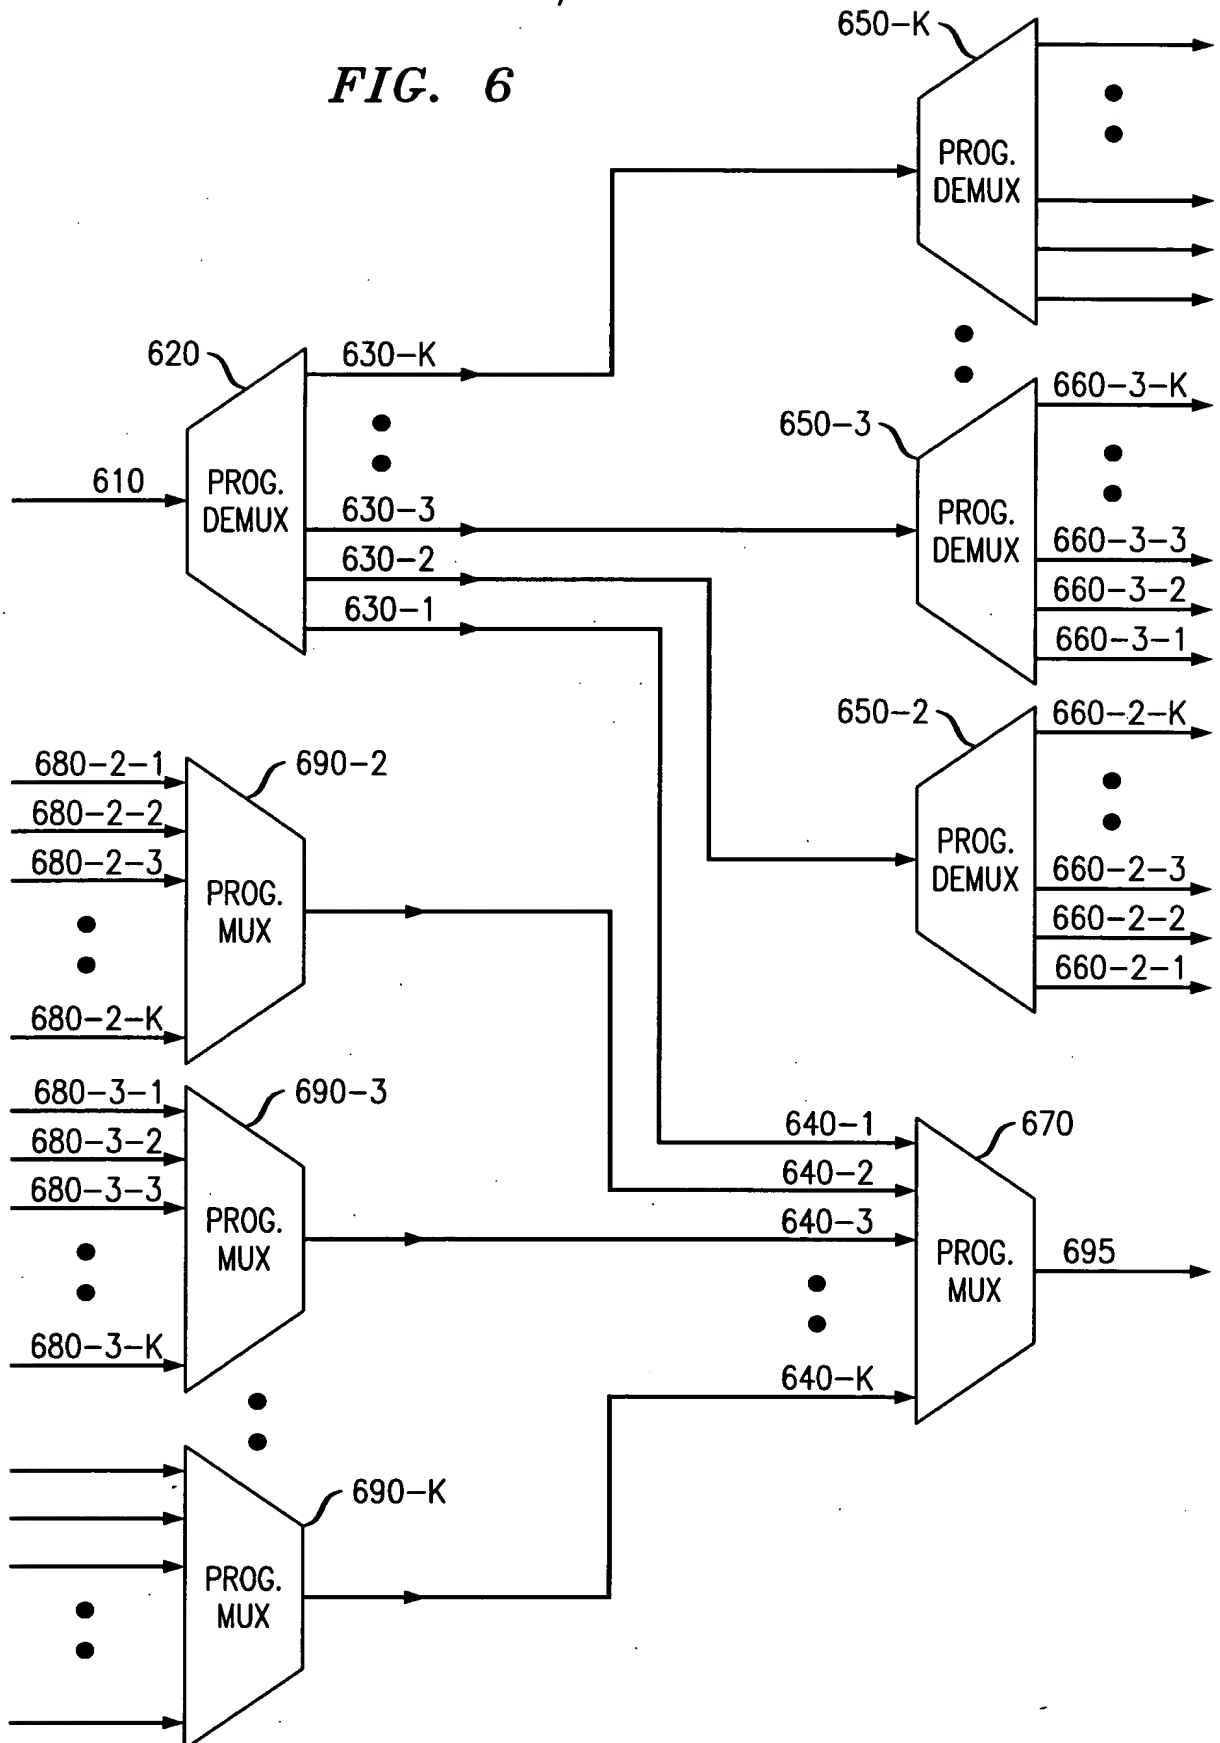 FIG. 6
650-K
PROG.
DEMUX
620
630-K
610
PROG.
DEMUX
630-3
630-2
630-1
650-3
PROG.
DEMUX
660-3-K
660-3-3
660-3-2
660-3-1
650-2
PROG.
DEMUX
660-2-K
660-2-3
660-2-2
660-2-1
680-2-1
680-2-2
680-2-3
680-2-K
690-2
PROG.
MUX
680-3-1
680-3-2
680-3-3
680-3-K
690-3
PROG.
MUX
640-1
640-2
640-3
640-K
670
PROG.
MUX
695
690-K
PROG.
MUX